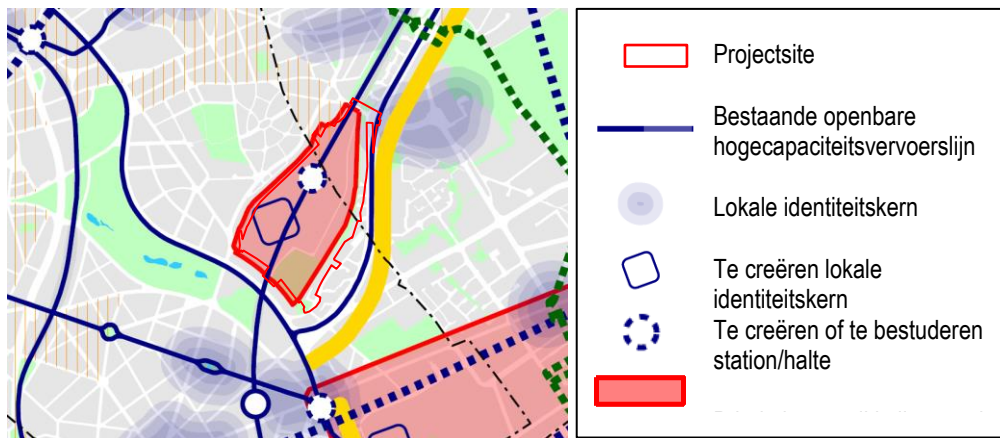 Projectsite
Bestaande openbare
hogecapaciteitsvervoerslijn
Lokale identiteitskern
Te creëren lokale
identiteitskern
Te creëren of te bestuderen
station/halte